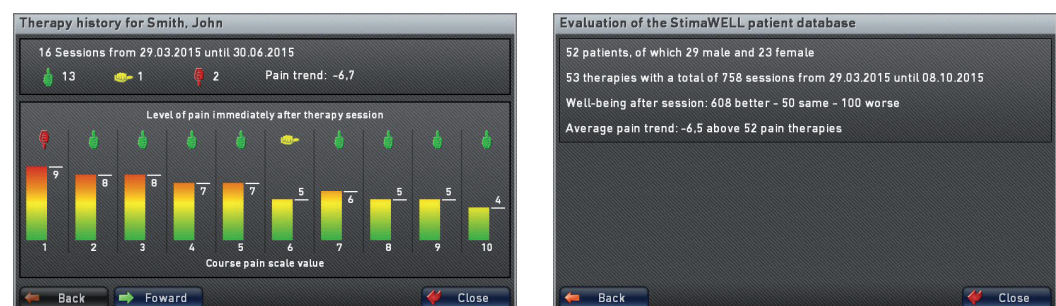 Therapy history for Smith, John
16 Sessions from 29.03.2015 until 30.06.2015
13 1 2 Pain trend: -6,7
Level of pain immediately after therapy session
9 8 8 7 7 5 6 5 5 4
1 2 3 4 5 6 7 8 9 10
Course pain scale value
Back Foward Close
Evaluation of the StimaWELL patient database
52 patients, of which 29 male and 23 female
53 therapies with a total of 758 sessions from 29.03.2015 until 08.10.2015
Well-being after session: 608 better - 50 same - 100 worse
Average pain trend: -6,5 above 52 pain therapies
Back Close